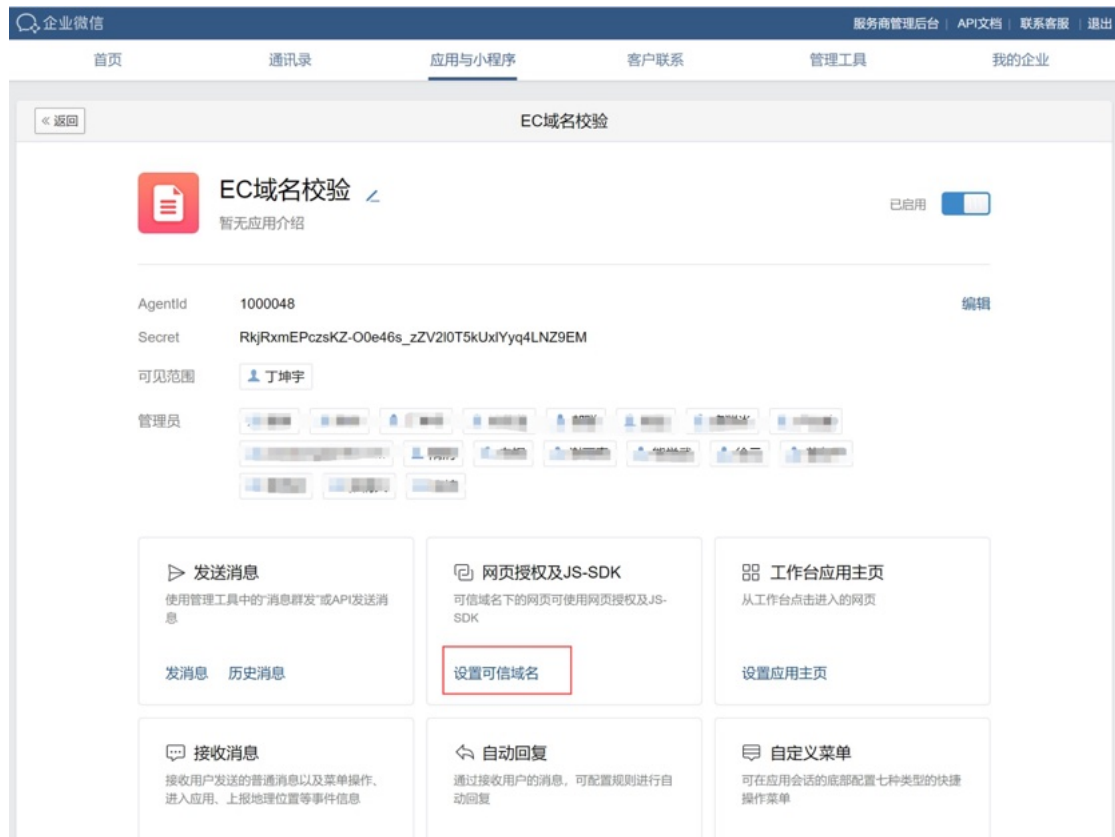 企业微信
服务商管理后台 | API文档 | 联系客服 | 退出
首页 通讯录 应用与小程序 客户联系 管理工具 我的企业
« 返回 EC域名校验
EC域名校验
暂无应用介绍
已启用
AgentId 1000048 编辑
Secret RkjRxmEPczsKZ-O0e46s_zZV2l0T5kUxlYyq4LNZ9EM
可见范围 丁坤宇
管理员
发送消息
使用管理工具中的“消息群发”或API发送消
息
发消息 历史消息
网页授权及JS-SDK
可信域名下的网页可使用网页授权及JS-
SDK
设置可信域名
工作台应用主页
从工作台点击进入的网页
设置应用主页
接收消息
接收用户发送的普通消息以及菜单操作、
进入应用、上报地理位置等事件信息
自动回复
通过接收用户的消息，可配置规则进行自
动回复
自定义菜单
可在应用会话的底部配置七种类型的快捷
操作菜单